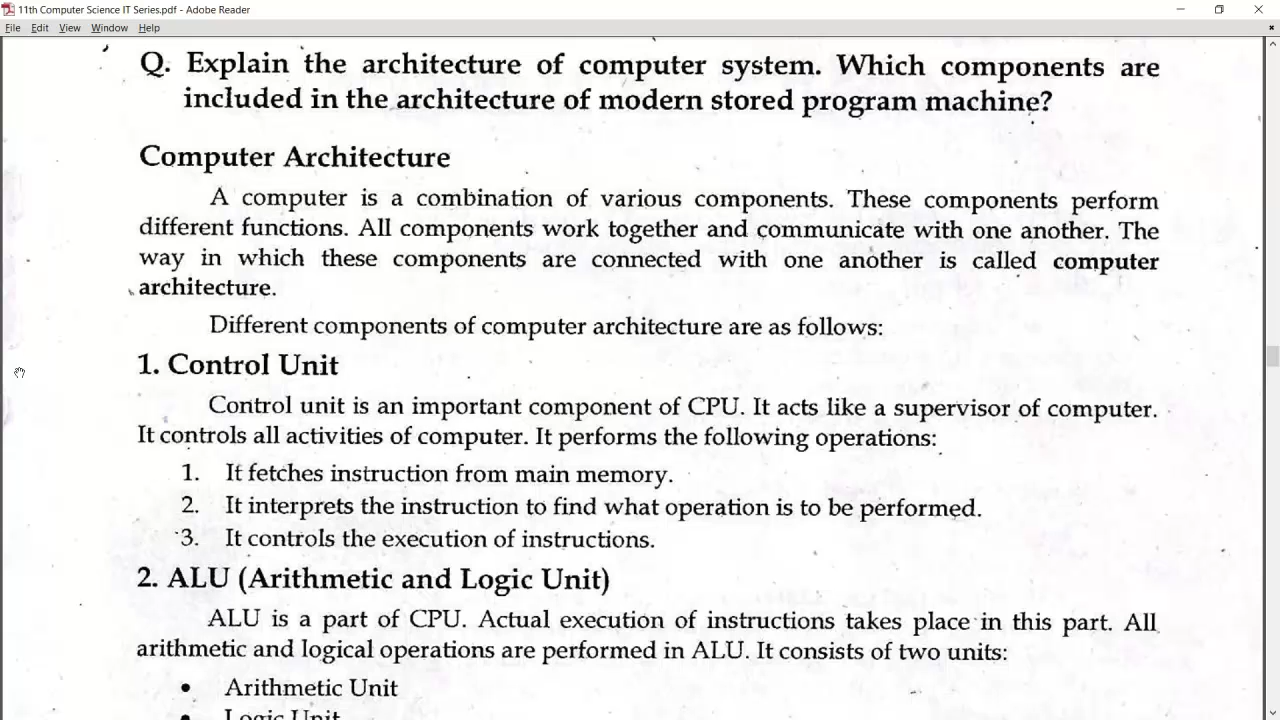 11th Computer Science IT Series.pdf - Adobe Reader
File Edit View Window Help
Q. Explain the architecture of computer system. Which components are
included in the architecture of modern stored program machine?
Computer Architecture
A computer is a combination of various components. These components perform
different functions. All components work together and communicate with one another. The
way in which these components are connected with one another is called computer
architecture.
Different components of computer architecture are as follows:
1. Control Unit
Control unit is an important component of CPU. It acts like a supervisor of computer.
It controls all activities of computer. It performs the following operations:
1. It fetches instruction from main memory.
2. It interprets the instruction to find what operation is to be performed.
3. It controls the execution of instructions.
2. ALU (Arithmetic and Logic Unit)
ALU is a part of CPU. Actual execution of instructions takes place in this part. All
arithmetic and logical operations are performed in ALU. It consists of two units:
• Arithmetic Unit
• Logic Unit